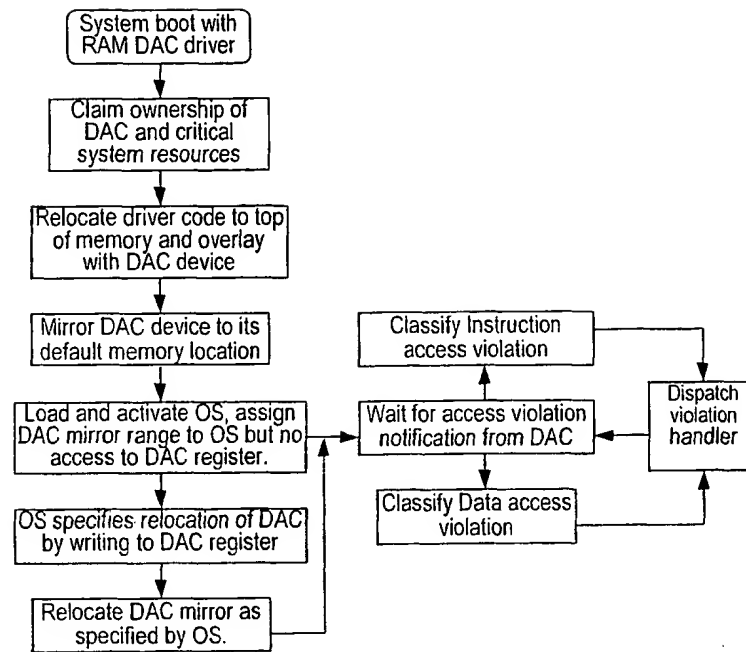 System boot with
RAM DAC driver
Claim ownership of
DAC and critical
system resources
Relocate driver code to top
of memory and overlay
with DAC device
Mirror DAC device to its
default memory location
Load and activate OS, assign
DAC mirror range to OS but no
access to DAC register.
OS specifies relocation of DAC
by writing to DAC register
Relocate DAC mirror as
specified by OS.
Classify Instruction
access violation
Wait for access violation
notification from DAC
Classify Data access
violation
Dispatch
violation
handler